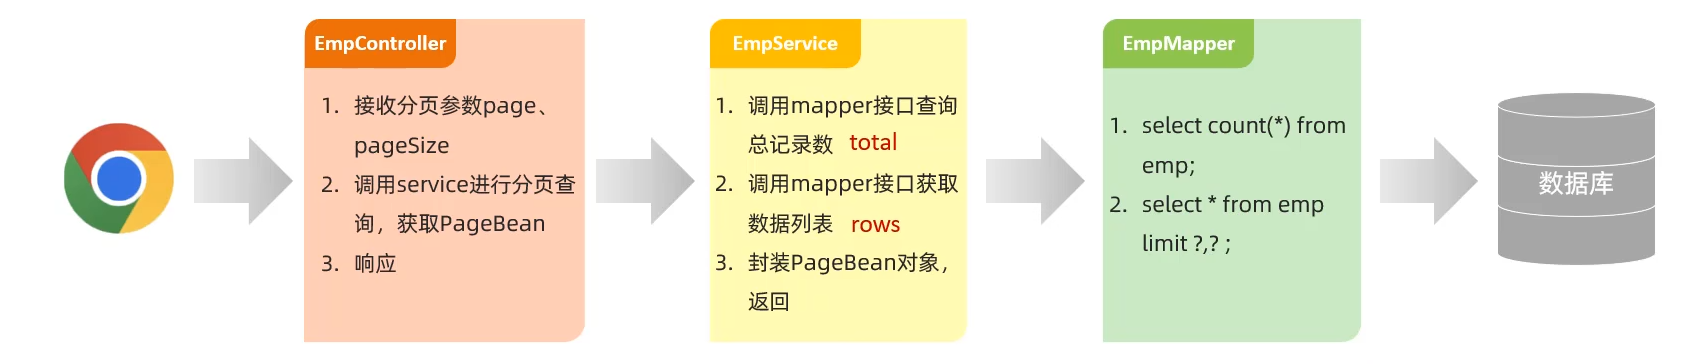 EmpController
1. 接收分页参数page、
pageSize
2. 调用service进行分页查
询，获取PageBean
3. 响应
EmpService
1. 调用mapper接口查询
总记录数 total
2. 调用mapper接口获取
数据列表 rows
3. 封装PageBean对象，
返回
EmpMapper
1. select count(*) from
emp;
2. select * from emp
limit ?,? ;
数据库